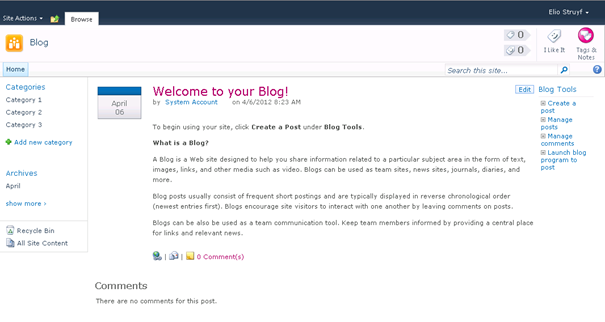 Elio Struyf
Site Actions
Browse
Blog
0
0
I Like It
Tags &
Notes
Home
Search this site...
Categories
Category 1
Category 2
Category 3
Add new category
Archives
April
show more ›
Recycle Bin
All Site Content
April
06
Welcome to your Blog!
by System Account on 4/6/2012 8:23 AM
To begin using your site, click Create a Post under Blog Tools.
What is a Blog?
A Blog is a Web site designed to help you share information related to a particular subject area in the form of text,
images, links, and other media such as video. Blogs can be used as team sites, news sites, journals, diaries, and
more.
Blog posts usually consist of frequent short postings and are typically displayed in reverse chronological order
(newest entries first). Blogs encourage site visitors to interact with one another by leaving comments on posts.
Blogs can be also be used as a team communication tool. Keep team members informed by providing a central place
for links and relevant news.
| | 0 Comment(s)
Comments
There are no comments for this post.
Edit Blog Tools
Create a
post
Manage
posts
Manage
comments
Launch blog
program to
post